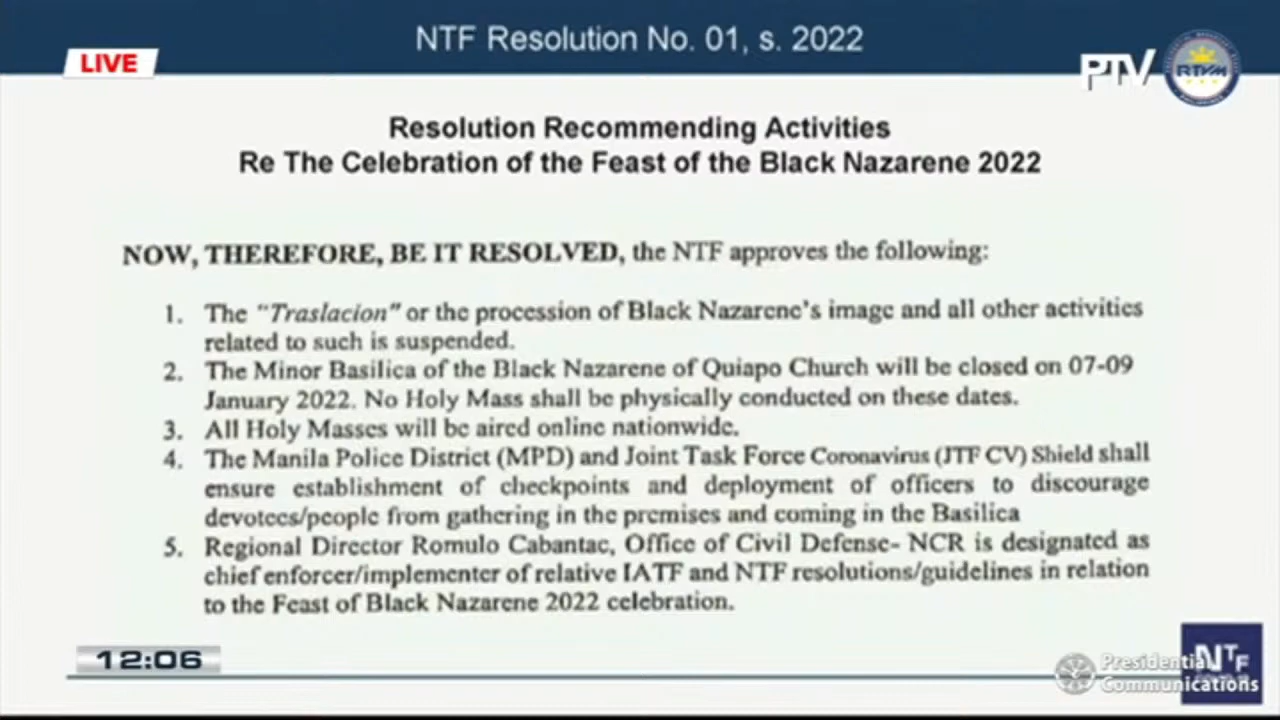 NTF Resolution No. 01, s. 2022
LIVE
PTV
RTVM
Resolution Recommending Activities
Re The Celebration of the Feast of the Black Nazarene 2022
NOW, THEREFORE, BE IT RESOLVED, the NTF approves the following:
1. The “Traslacion” or the procession of Black Nazarene's image and all other activities
related to such is suspended.
2. The Minor Basilica of the Black Nazarene of Quiapo Church will be closed on 07-09
January 2022. No Holy Mass shall be physically conducted on these dates.
3. All Holy Masses will be aired online nationwide.
4. The Manila Police District (MPD) and Joint Task Force Coronavirus (JTF CV) Shield shall
ensure establishment of checkpoints and deployment of officers to discourage
devotees/people from gathering in the premises and coming in the Basilica
5. Regional Director Romulo Cabantac, Office of Civil Defense- NCR is designated as
chief enforcer/implementer of relative IATF and NTF resolutions/guidelines in relation
to the Feast of Black Nazarene 2022 celebration.
12:06
Presidential
Communications
NTF